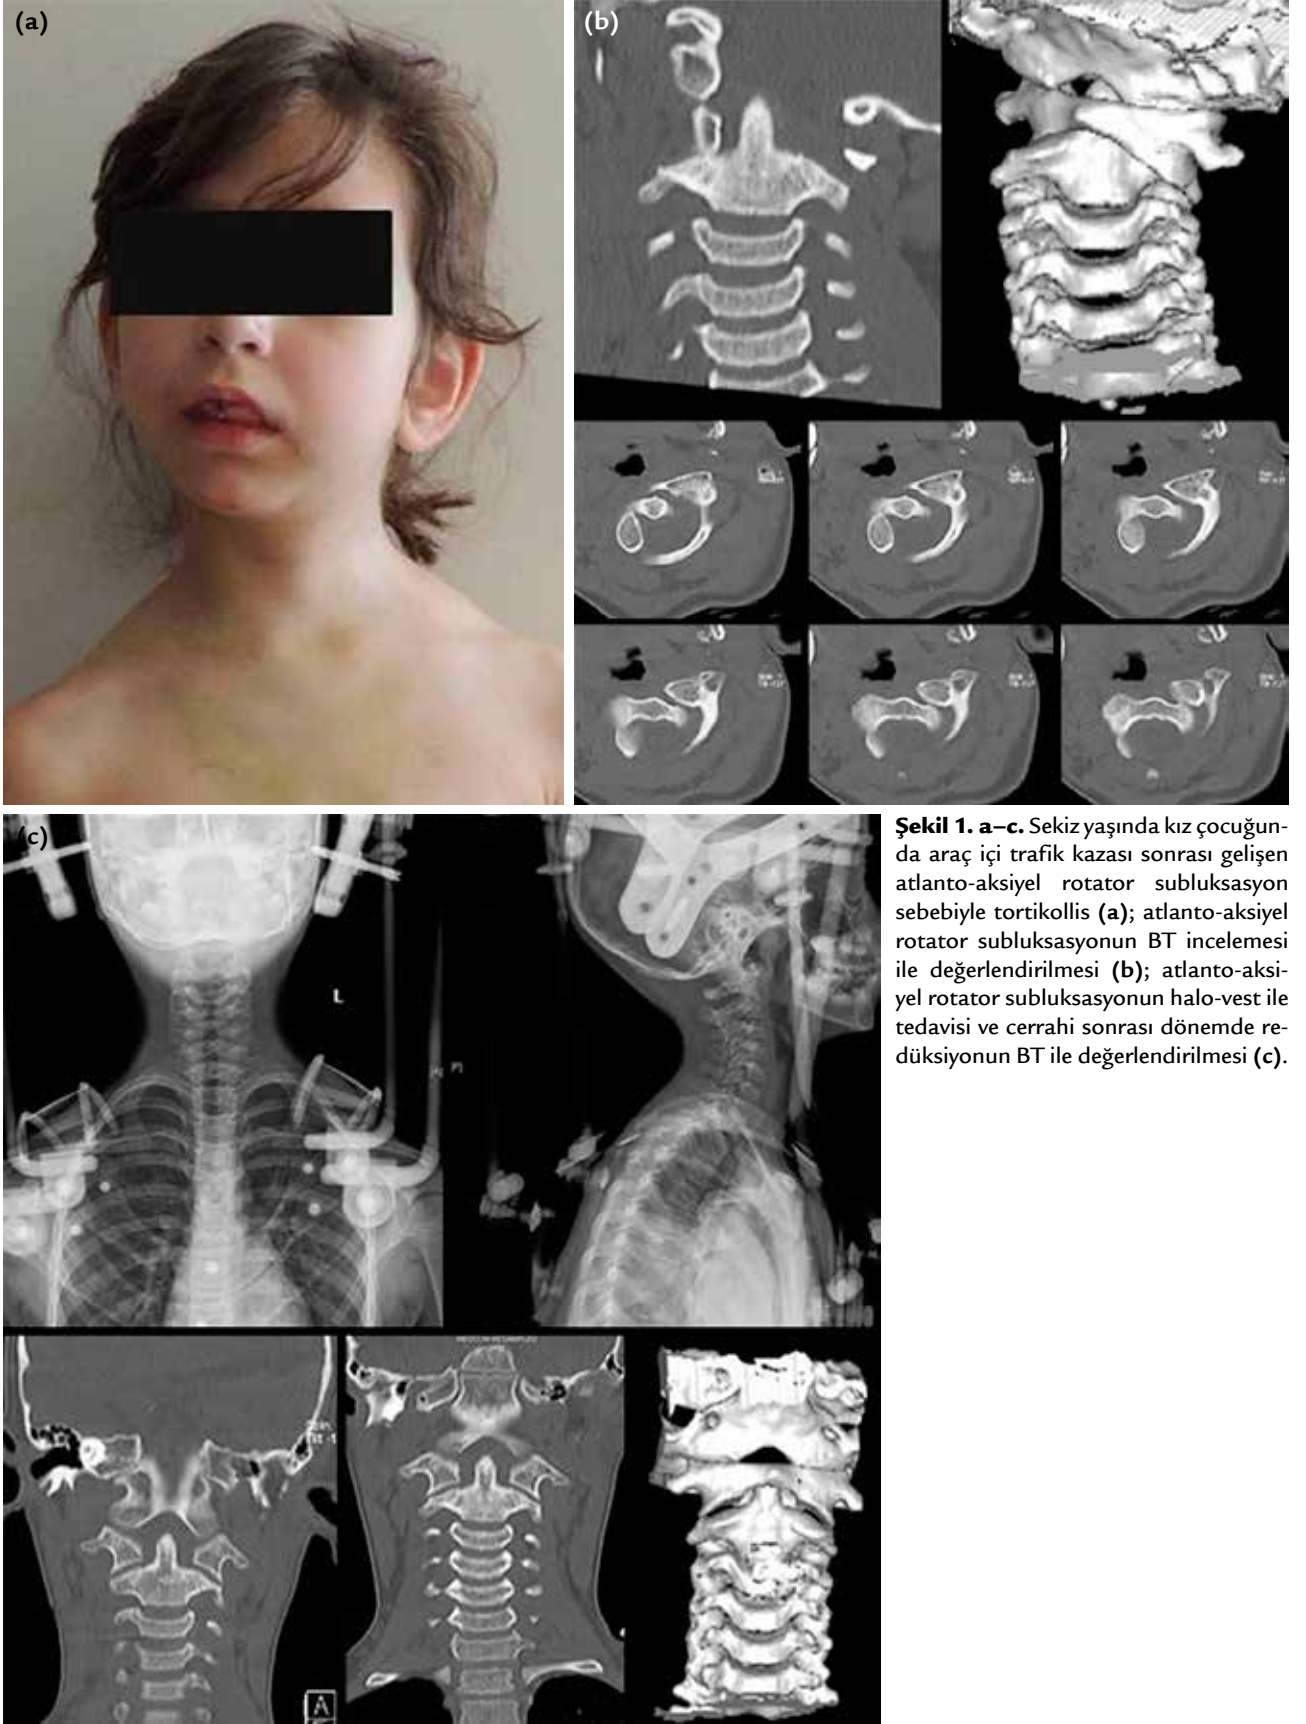 (a)
(b)
(c)
L
A
Şekil 1. a–c. Sekiz yaşında kız çocuğun-
da araç içi trafik kazası sonrası gelişen
atlanto-aksiyel rotator subluksasyon
sebebiyle tortikollis (a); atlanto-aksiyel
rotator subluksasyonun BT incelemesi
ile değerlendirilmesi (b); atlanto-aksi-
yel rotator subluksasyonun halo-vest ile
tedavisi ve cerrahi sonrası dönemde re-
düksiyonun BT ile değerlendirilmesi (c).